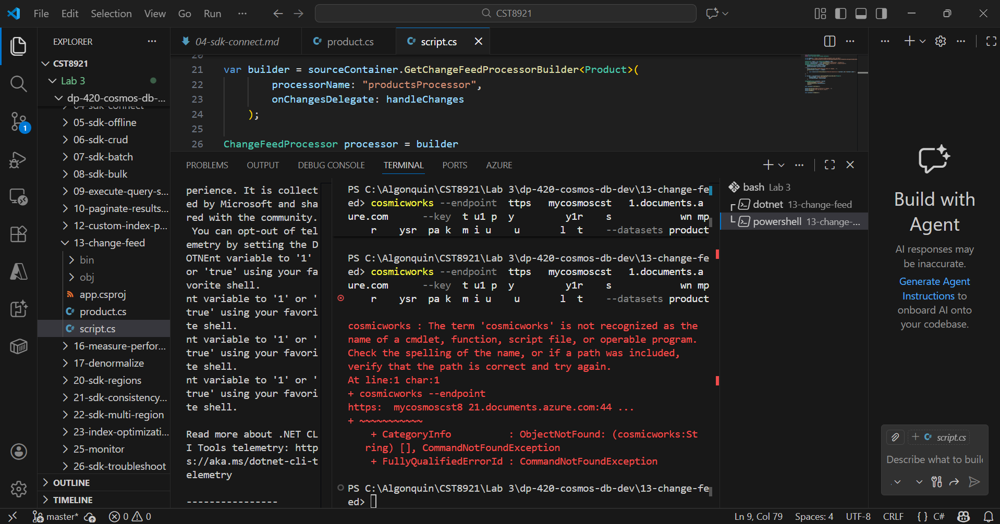 File Edit Selection View Go Run ···
CST8921
EXPLORER
04-sdk-connect.md
product.cs
script.cs
CST8921
Lab 3
dp-420-cosmos-db-...
04-sdk-connect
05-sdk-offline
06-sdk-crud
07-sdk-batch
08-sdk-bulk
09-execute-query-s...
10-paginate-results...
12-custom-index-p...
13-change-feed
bin
obj
app.csproj
product.cs
script.cs
16-measure-perfor...
17-denormalize
20-sdk-regions
21-sdk-consistency...
22-sdk-multi-region
23-index-optimizati...
25-monitor
26-sdk-troubleshoot
OUTLINE
TIMELINE
20
21 var builder = sourceContainer.GetChangeFeedProcessorBuilder<Product>(
22 processorName: "productsProcessor",
23 onChangesDelegate: handleChanges
24 );
25
26 ChangeFeedProcessor processor = builder
PROBLEMS OUTPUT DEBUG CONSOLE TERMINAL PORTS AZURE
perience. It is collect
ed by Microsoft and sha
red with the community.
You can opt-out of tel
emetry by setting the D
OTNEnt variable to '1'
or 'true' using your fa
vorite shell.
nt variable to '1' or '
true' using your favori
te shell.
nt variable to '1' or '
true' using your favori
te shell.
nt variable to '1' or '
true' using your favori
te shell.
Read more about .NET CL
I Tools telemetry: http
s://aka.ms/dotnet-cli-t
elemetry
----------------
PS C:\Algonquin\CST8921\Lab 3\dp-420-cosmos-db-dev\13-change-fe
ed> cosmicworks --endpoint ttps mycosmoscst 1.documents.a
ure.com --key t u1 p y y1r s wn mp
r ysr pa k m i u u l t --datasets product
PS C:\Algonquin\CST8921\Lab 3\dp-420-cosmos-db-dev\13-change-fe
ed> cosmicworks --endpoint ttps mycosmoscst 1.documents.a
ure.com --key t u1 p y y1r s wn mp
r ysr pa k m i u u l t --datasets product
cosmicworks : The term 'cosmicworks' is not recognized as the
name of a cmdlet, function, script file, or operable program.
Check the spelling of the name, or if a path was included,
verify that the path is correct and try again.
At line:1 char:1
+ cosmicworks --endpoint
https: mycosmoscst8 21.documents.azure.com:44 ...
+ ~~~~~~~~~~~
+ CategoryInfo : ObjectNotFound: (cosmicworks:St
ring) [], CommandNotFoundException
+ FullyQualifiedErrorId : CommandNotFoundException
PS C:\Algonquin\CST8921\Lab 3\dp-420-cosmos-db-dev\13-change-fe
ed>
bash Lab 3
dotnet 13-change-feed
powershell 13-change-...
Build with
Agent
AI responses may
be inaccurate.
Generate Agent
Instructions to
onboard AI onto
your codebase.
script.cs
Describe what to buil
master*
0 0
Ln 9, Col 79 Spaces: 4 UTF-8 CRLF { } C#
1